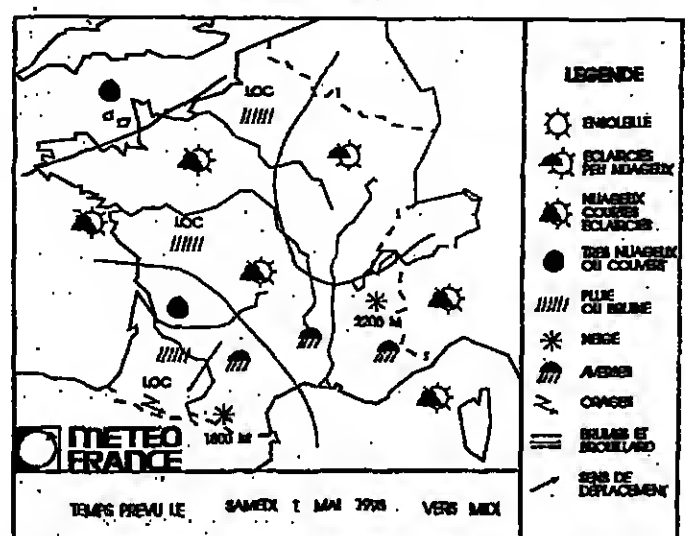 LOC
LOC
2200 M
LOC
1800 M
METEO
FRANCE
TEMPS PREVU LE SAMEDI 1 MAI 1993 VERS MIDI
LEGENDE
ENSOLEILLE
ECLAIRCIES
PEU NUAGEUX
NUAGEUX
COURTES
ECLAIRCIES
TRES NUAGEUX
OU COUVERT
PLUIE
OU BRUINE
NEIGE
AVERSES
ORAGES
BRUMES ET
BROUILLARD
SENS DE
DEPLACEMENT